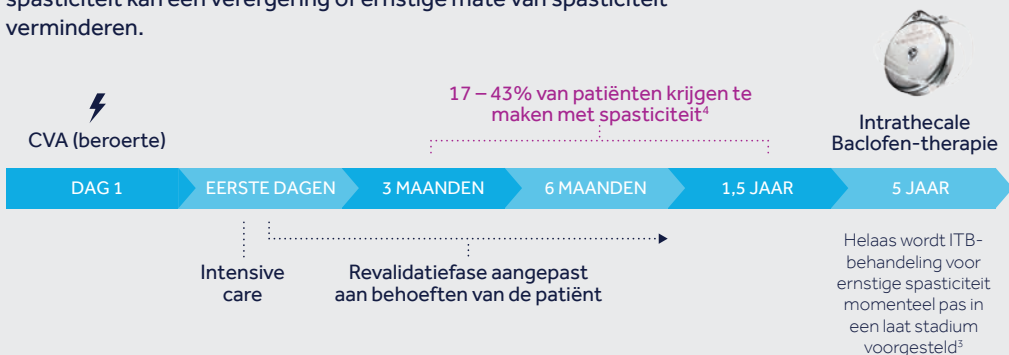 spasticiteit kan een verergering of ernstige mate van spasticiteit
verminderen.
CVA (beroerte)
17 – 43% van patiënten krijgen te
maken met spasticiteit⁴
Intrathecale
Baclofen-therapie
DAG 1
EERSTE DAGEN
3 MAANDEN
6 MAANDEN
1,5 JAAR
5 JAAR
Intensive
care
Revalidatiefase aangepast
aan behoeften van de patiënt
Helaas wordt ITB-
behandeling voor
ernstige spasticiteit
momenteel pas in
een laat stadium
voorgesteld³